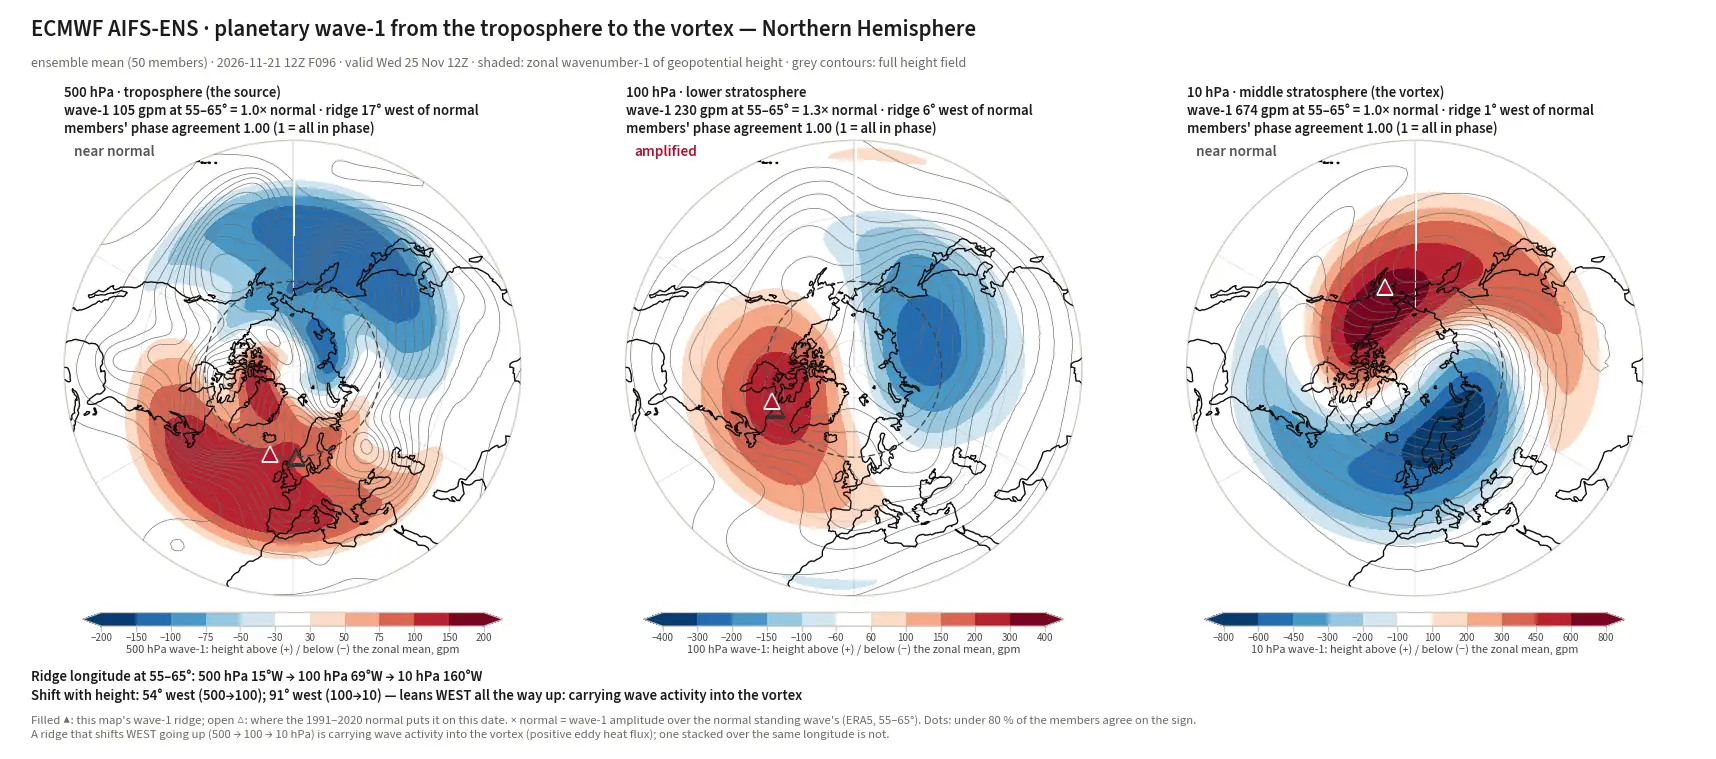 ECMWF AIFS-ENS · planetary wave-1 from the troposphere to the vortex — Northern Hemisphere
ensemble mean (50 members) · 2026-11-21 12Z F096 · valid Wed 25 Nov 12Z · shaded: zonal wavenumber-1 of geopotential height · grey contours: full height field
500 hPa · troposphere (the source)
wave-1 105 gpm at 55–65° = 1.0× normal · ridge 17° west of normal
members' phase agreement 1.00 (1 = all in phase)
near normal
100 hPa · lower stratosphere
wave-1 230 gpm at 55–65° = 1.3× normal · ridge 6° west of normal
members' phase agreement 1.00 (1 = all in phase)
amplified
10 hPa · middle stratosphere (the vortex)
wave-1 674 gpm at 55–65° = 1.0× normal · ridge 1° west of normal
members' phase agreement 1.00 (1 = all in phase)
near normal
−200 −150 −100 −75 −50 −30 30 50 75 100 150 200
500 hPa wave-1: height above (+) / below (−) the zonal mean, gpm
−400 −300 −200 −150 −100 −60 60 100 150 200 300 400
100 hPa wave-1: height above (+) / below (−) the zonal mean, gpm
−800 −600 −450 −300 −200 −100 100 200 300 450 600 800
10 hPa wave-1: height above (+) / below (−) the zonal mean, gpm
Ridge longitude at 55–65°: 500 hPa 15°W → 100 hPa 69°W → 10 hPa 160°W
Shift with height: 54° west (500→100); 91° west (100→10) — leans WEST all the way up: carrying wave activity into the vortex
Filled ▲: this map's wave-1 ridge; open △: where the 1991–2020 normal puts it on this date. × normal = wave-1 amplitude over the normal standing wave's (ERA5, 55–65°). Dots: under 80 % of the members agree on the sign.
A ridge that shifts WEST going up (500 → 100 → 10 hPa) is carrying wave activity into the vortex (positive eddy heat flux); one stacked over the same longitude is not.